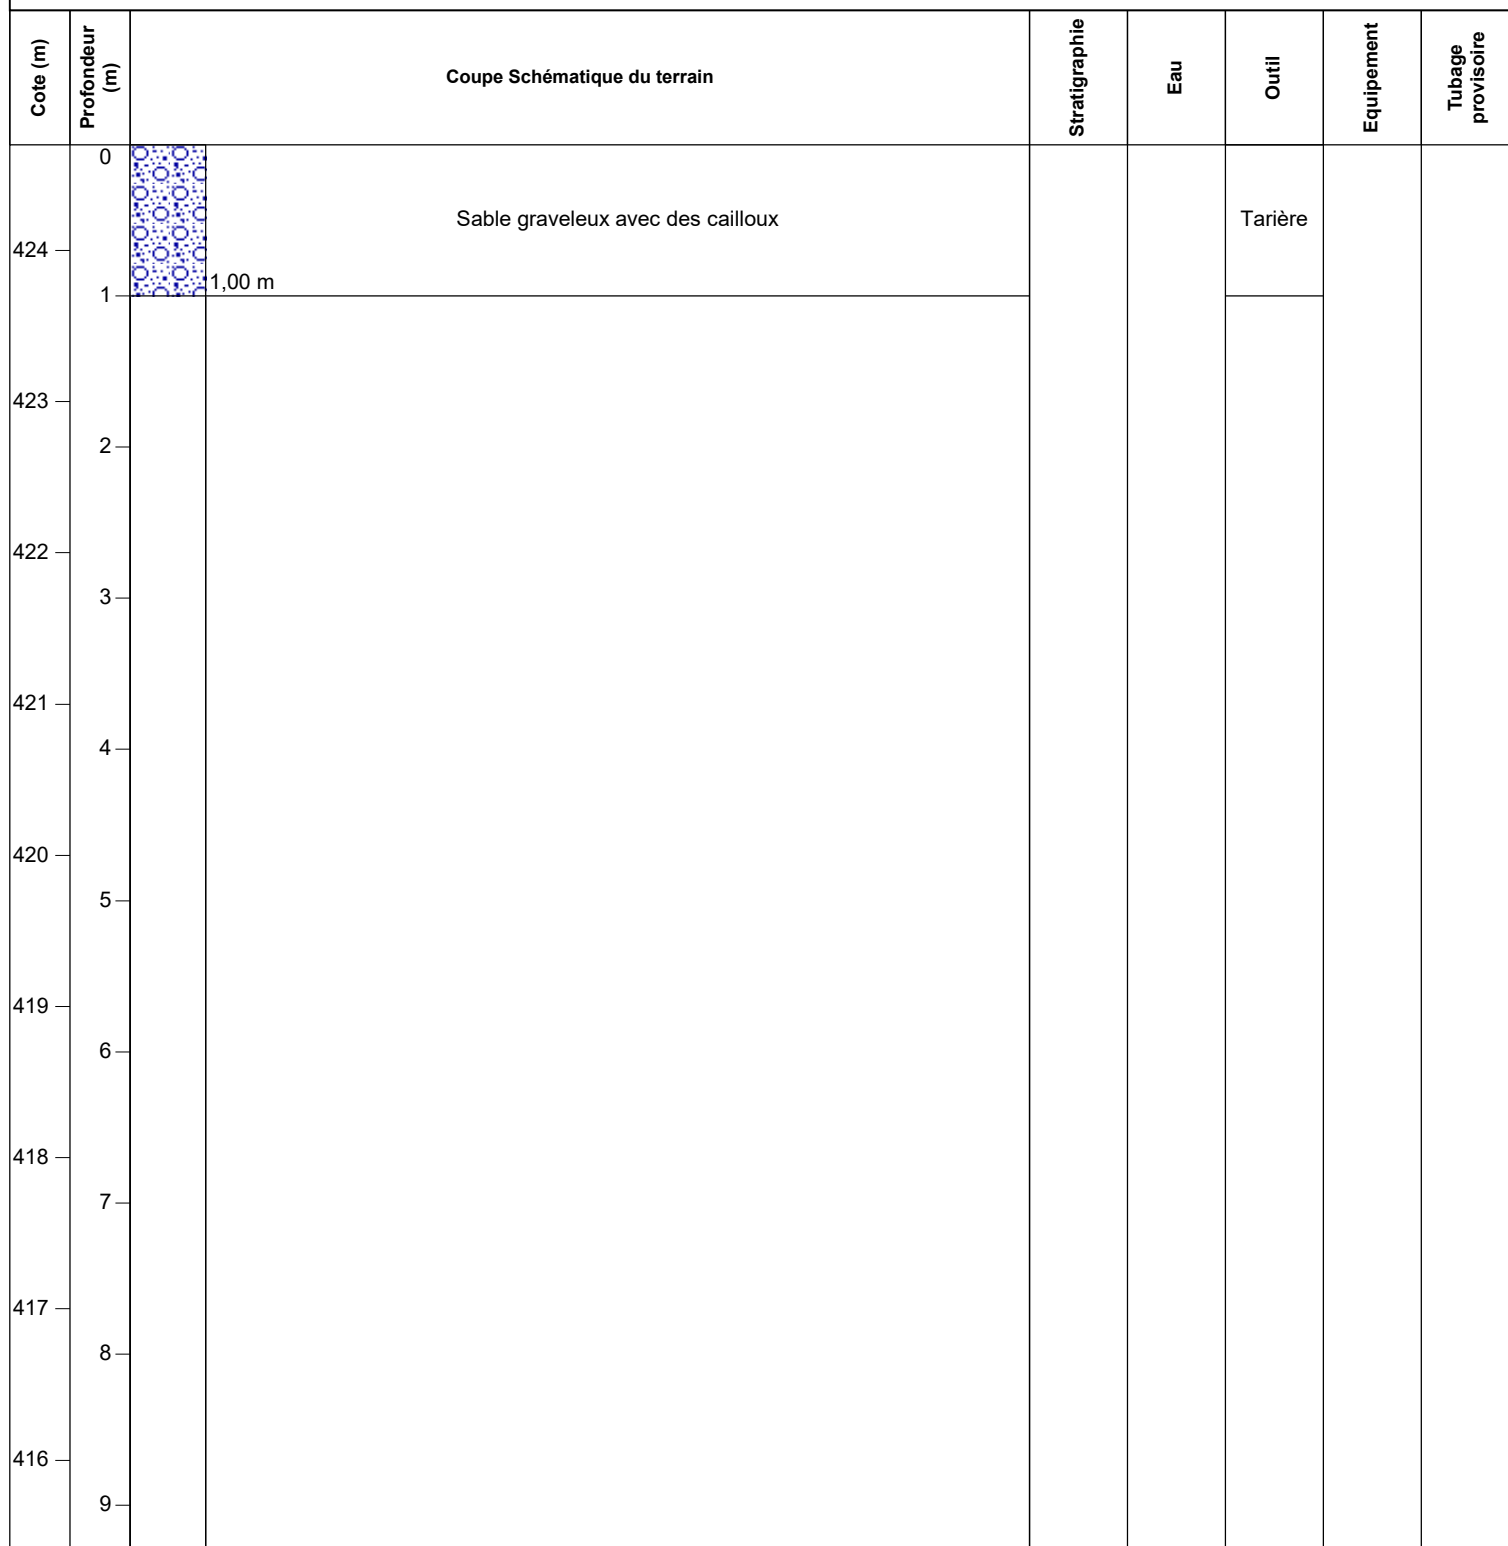 Cote (m)
Profondeur
(m)
Coupe Schématique du terrain
Stratigraphie
Eau
Outil
Equipement
Tubage
provisoire
0
Sable graveleux avec des cailloux
Tarière
424
1,00 m
1
423
2
422
3
421
4
420
5
419
6
418
7
417
8
416
9